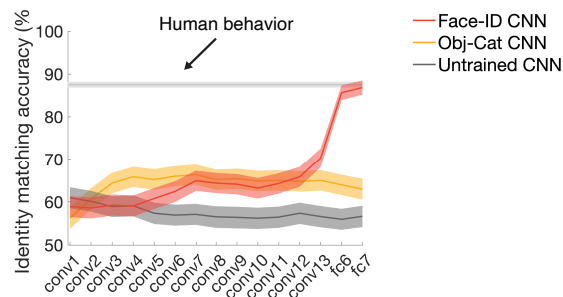 Human behavior
Identity matching accuracy (%
100
90
80
70
60
50
conv1
conv2
conv3
conv4
conv5
conv6
conv7
conv8
conv9
conv10
conv11
conv12
conv13
fc6
fc7
Face-ID CNN
Obj-Cat CNN
Untrained CNN